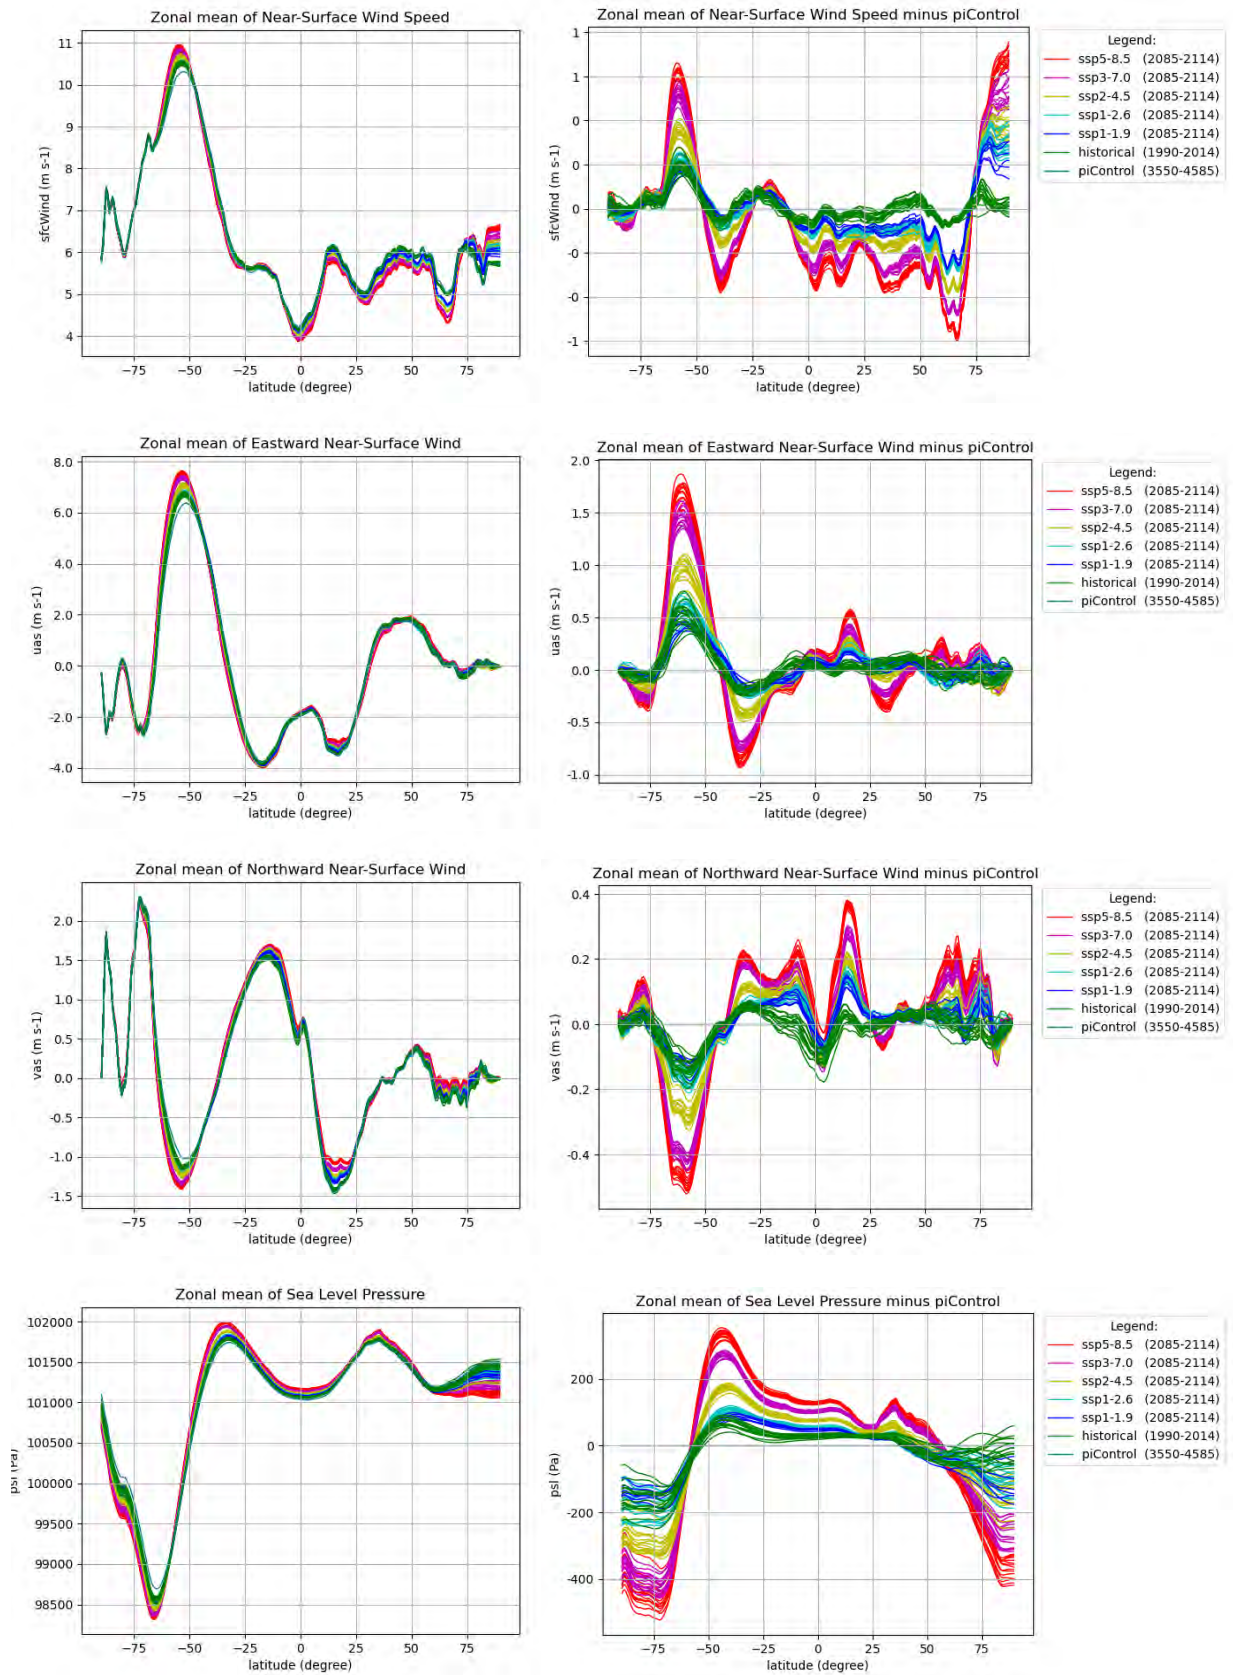 Zonal mean of Near-Surface Wind Speed
11
10
9
8
7
6
5
4
sfcWind (m s-1)
−75 −50 −25 0 25 50 75
latitude (degree)
Zonal mean of Near-Surface Wind Speed minus piControl
1
1
0
0
0
-0
-0
-1
sfcWind (m s-1)
−75 −50 −25 0 25 50 75
latitude (degree)
Legend:
ssp5-8.5 (2085-2114)
ssp3-7.0 (2085-2114)
ssp2-4.5 (2085-2114)
ssp1-2.6 (2085-2114)
ssp1-1.9 (2085-2114)
historical (1990-2014)
piControl (3550-4585)
Zonal mean of Eastward Near-Surface Wind
8.0
6.0
4.0
2.0
0.0
-2.0
-4.0
uas (m s-1)
−75 −50 −25 0 25 50 75
latitude (degree)
Zonal mean of Eastward Near-Surface Wind minus piControl
2.0
1.5
1.0
0.5
0.0
-0.5
-1.0
uas (m s-1)
−75 −50 −25 0 25 50 75
latitude (degree)
Legend:
ssp5-8.5 (2085-2114)
ssp3-7.0 (2085-2114)
ssp2-4.5 (2085-2114)
ssp1-2.6 (2085-2114)
ssp1-1.9 (2085-2114)
historical (1990-2014)
piControl (3550-4585)
Zonal mean of Northward Near-Surface Wind
2.0
1.5
1.0
0.5
0.0
-0.5
-1.0
-1.5
vas (m s-1)
−75 −50 −25 0 25 50 75
latitude (degree)
Zonal mean of Northward Near-Surface Wind minus piControl
0.4
0.2
0.0
-0.2
-0.4
vas (m s-1)
−75 −50 −25 0 25 50 75
latitude (degree)
Legend:
ssp5-8.5 (2085-2114)
ssp3-7.0 (2085-2114)
ssp2-4.5 (2085-2114)
ssp1-2.6 (2085-2114)
ssp1-1.9 (2085-2114)
historical (1990-2014)
piControl (3550-4585)
Zonal mean of Sea Level Pressure
102000
101500
101000
100500
100000
99500
99000
98500
psl (Pa)
−75 −50 −25 0 25 50 75
latitude (degree)
Zonal mean of Sea Level Pressure minus piControl
200
0
-200
-400
psl (Pa)
−75 −50 −25 0 25 50 75
latitude (degree)
Legend:
ssp5-8.5 (2085-2114)
ssp3-7.0 (2085-2114)
ssp2-4.5 (2085-2114)
ssp1-2.6 (2085-2114)
ssp1-1.9 (2085-2114)
historical (1990-2014)
piControl (3550-4585)